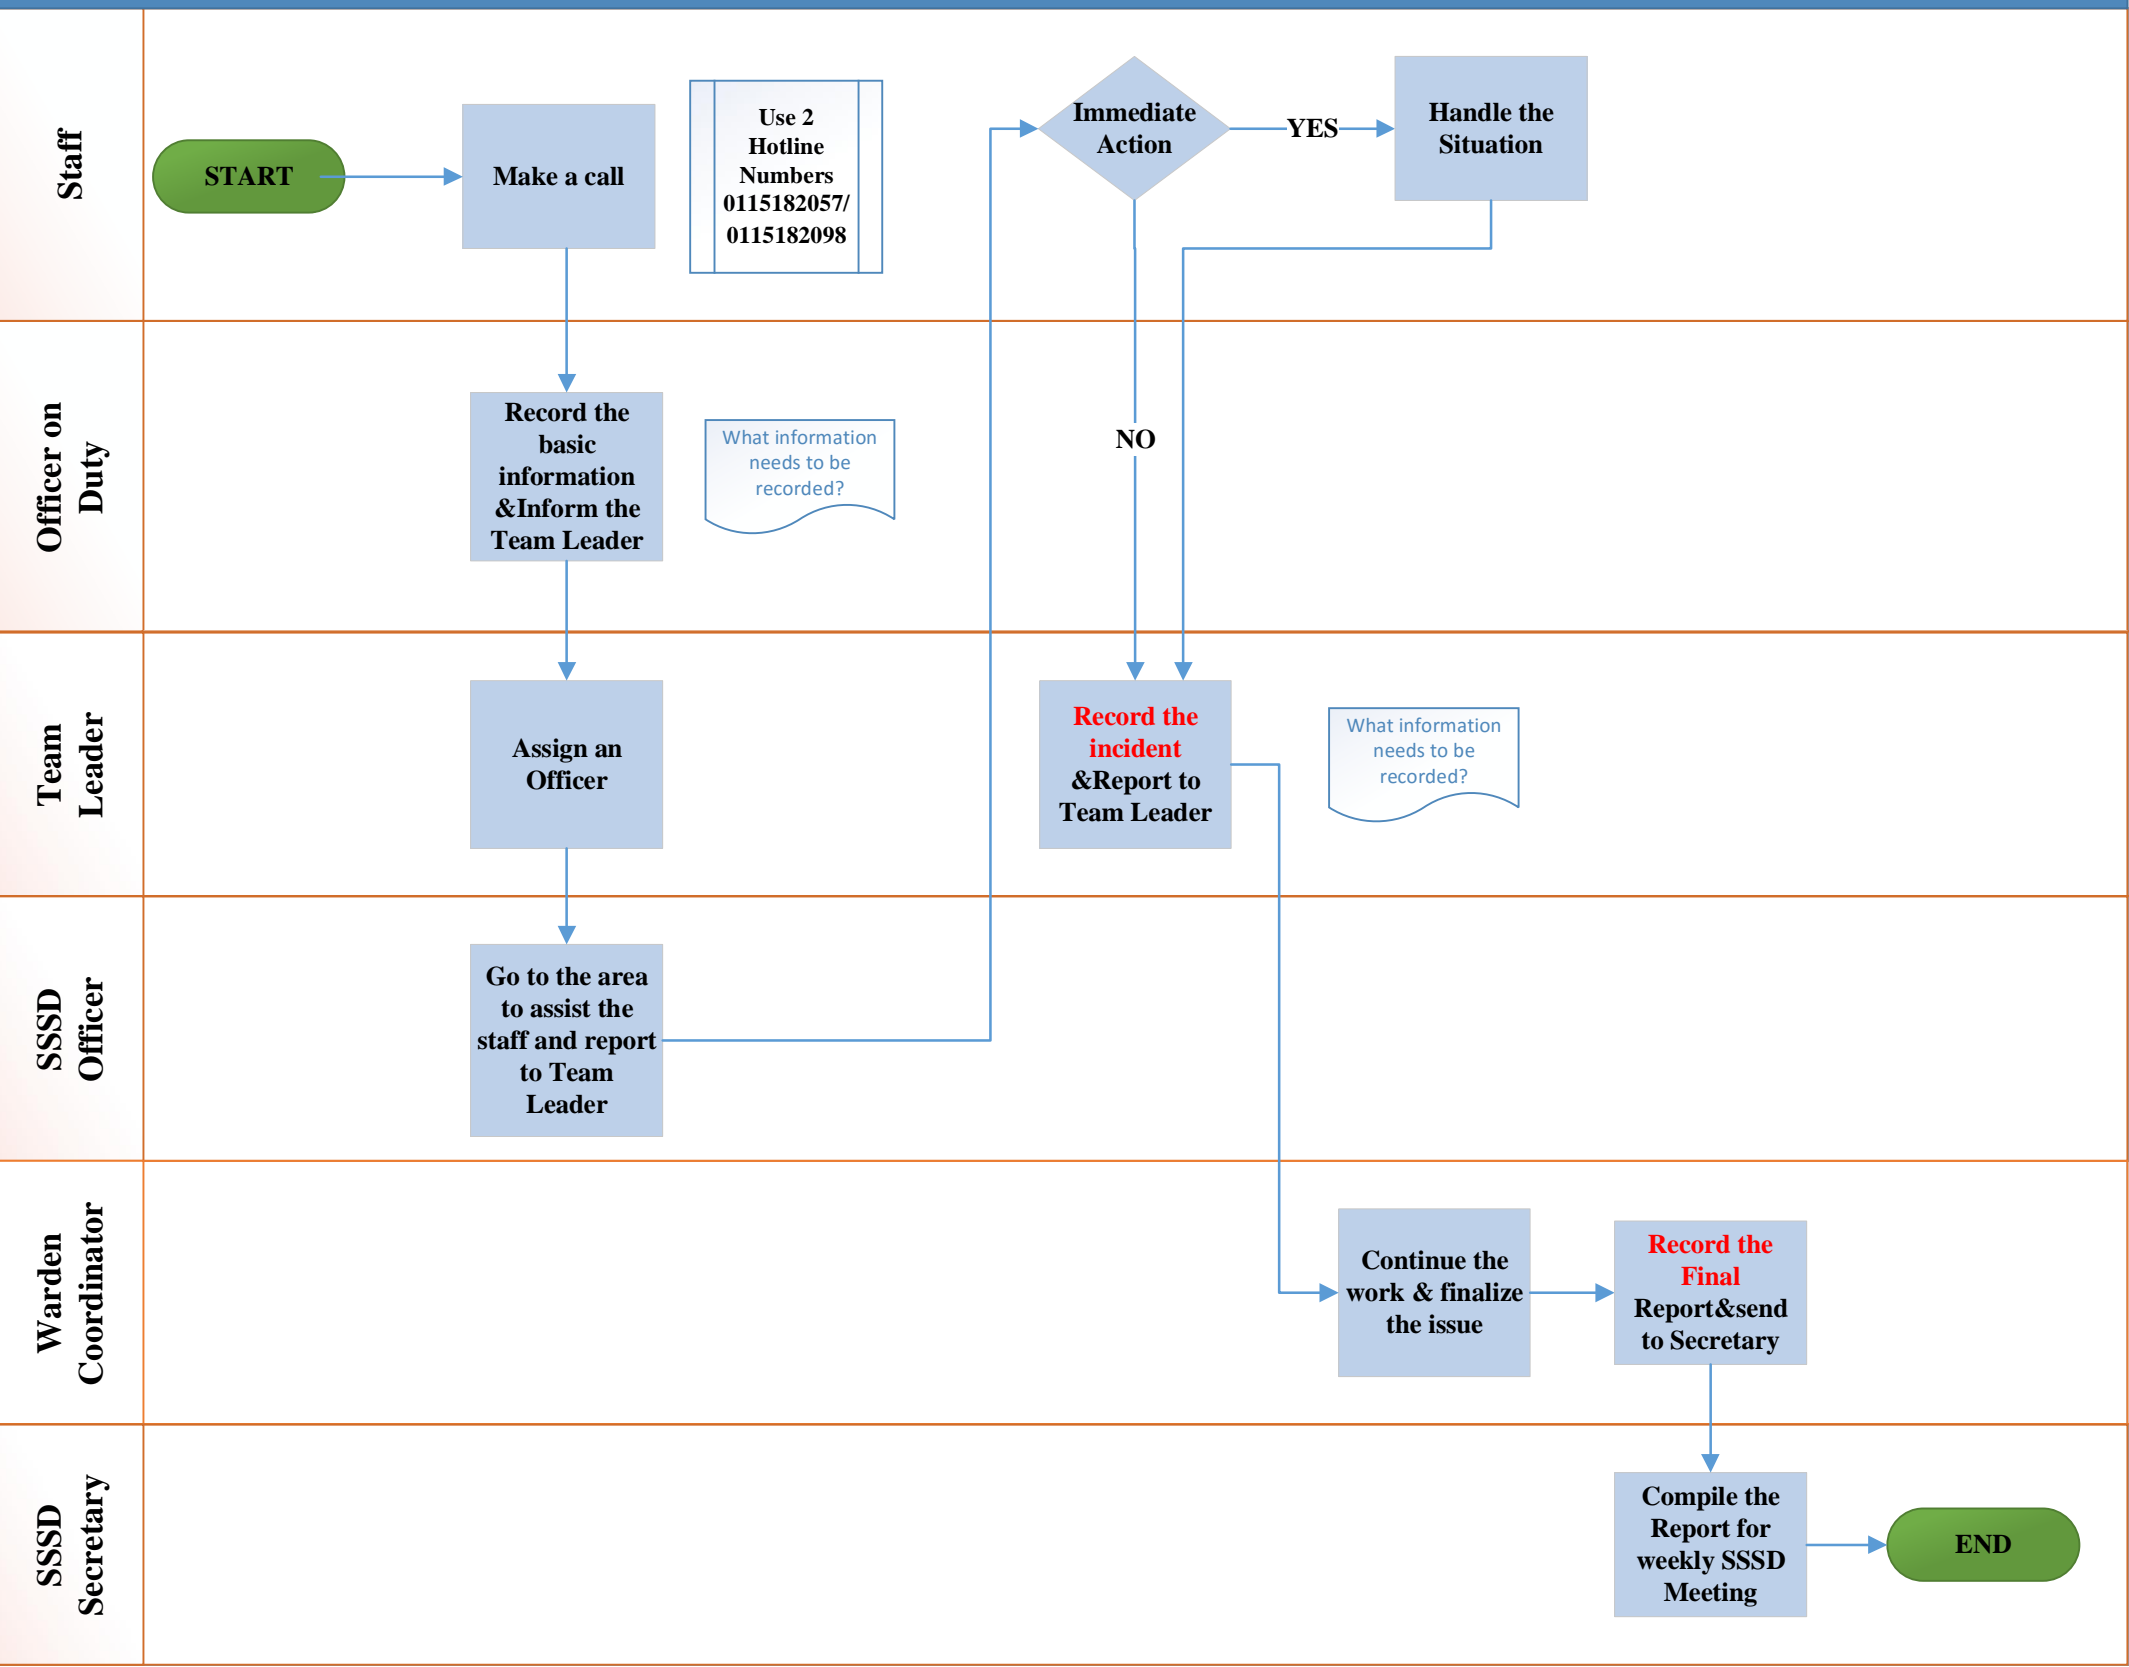 Staff
START
Make a call
Use 2
Hotline
Numbers
0115182057/
0115182098
Immediate
Action
YES
Handle the
Situation
Officer on
Duty
Record the
basic
information
&Inform the
Team Leader
What information
needs to be
recorded?
NO
Team
Leader
Assign an
Officer
Record the
incident
&Report to
Team Leader
What information
needs to be
recorded?
SSSD
Officer
Go to the area
to assist the
staff and report
to Team
Leader
Warden
Coordinator
Continue the
work & finalize
the issue
Record the
Final
Report&send
to Secretary
SSSD
Secretary
Compile the
Report for
weekly SSSD
Meeting
END